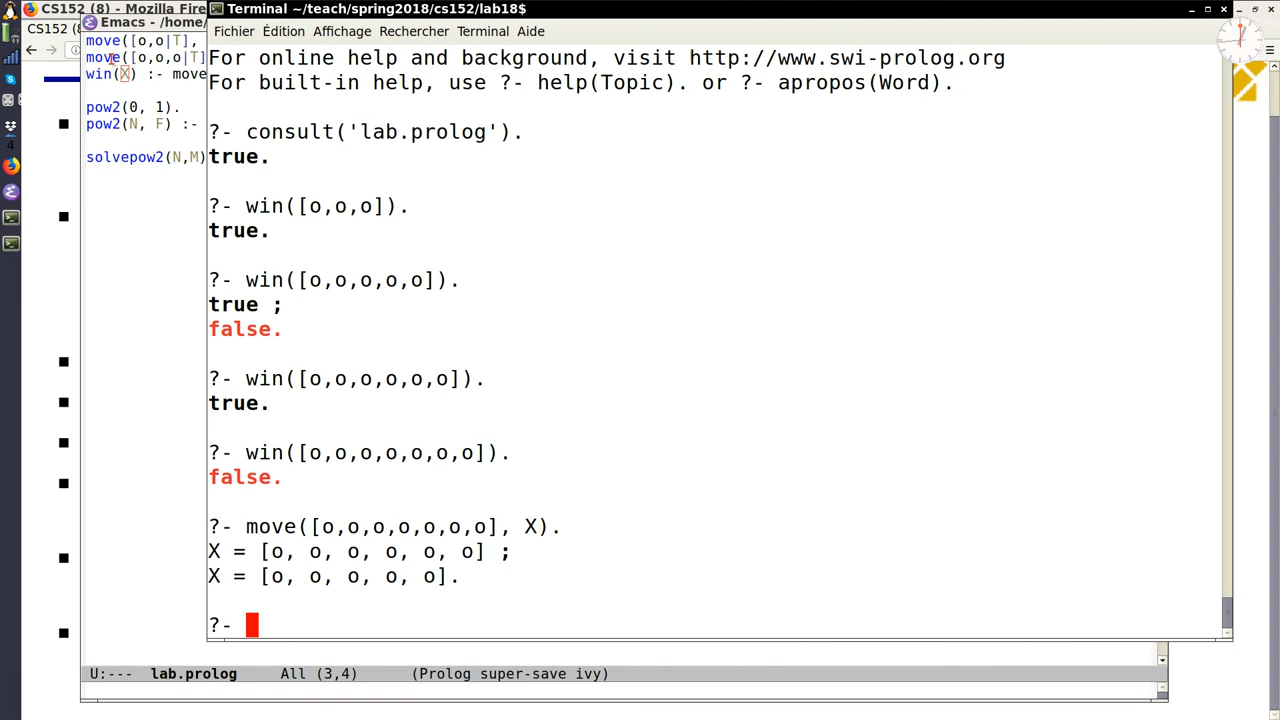 CS152 (8) - Mozilla Fire
Terminal ~/teach/spring2018/cs152/lab18$
CS152 (8)
Emacs - /home/
Fichier Édition Affichage Rechercher Terminal Aide
move([o,o|T],
move([o,o,o|T]
win(X) :- move
pow2(0, 1).
pow2(N, F) :-
solvepow2(N,M)
4
For online help and background, visit http://www.swi-prolog.org
For built-in help, use ?- help(Topic). or ?- apropos(Word).
?- consult('lab.prolog').
true.
?- win([o,o,o]).
true.
?- win([o,o,o,o,o]).
true ;
false.
?- win([o,o,o,o,o,o]).
true.
?- win([o,o,o,o,o,o,o]).
false.
?- move([o,o,o,o,o,o,o], X).
X = [o, o, o, o, o, o] ;
X = [o, o, o, o, o].
?-
U:--- lab.prolog All (3,4) (Prolog super-save ivy)